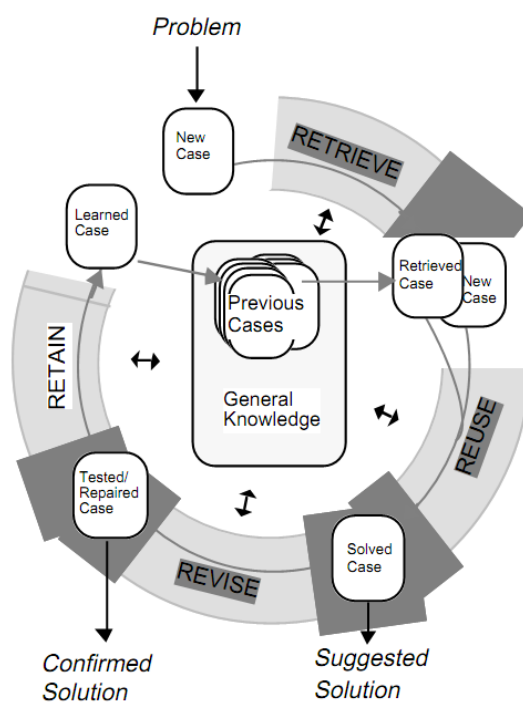 Problem
New
Case
RETRIEVE
Learned
Case
Retrieved
Case
New
Case
Previous
Cases
General
Knowledge
RETAIN
REUSE
Tested/
Repaired
Case
Solved
Case
REVISE
Confirmed
Solution
Suggested
Solution